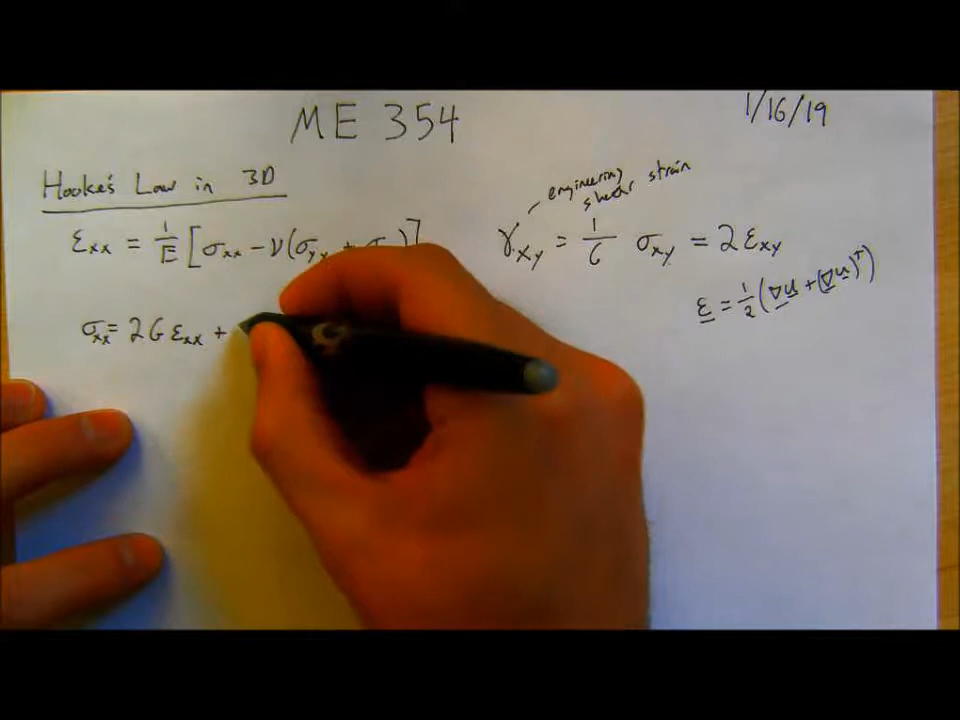 ME 354
1/16/19
Hooke's Law in 3D
engineering
shear strain
εxx = 1/E [σxx - ν(σyy + σ )]
γxy = 1/G σxy = 2εxy
ε = 1/2 (∇u + (∇u)ᵀ)
σxx = 2G εxx +